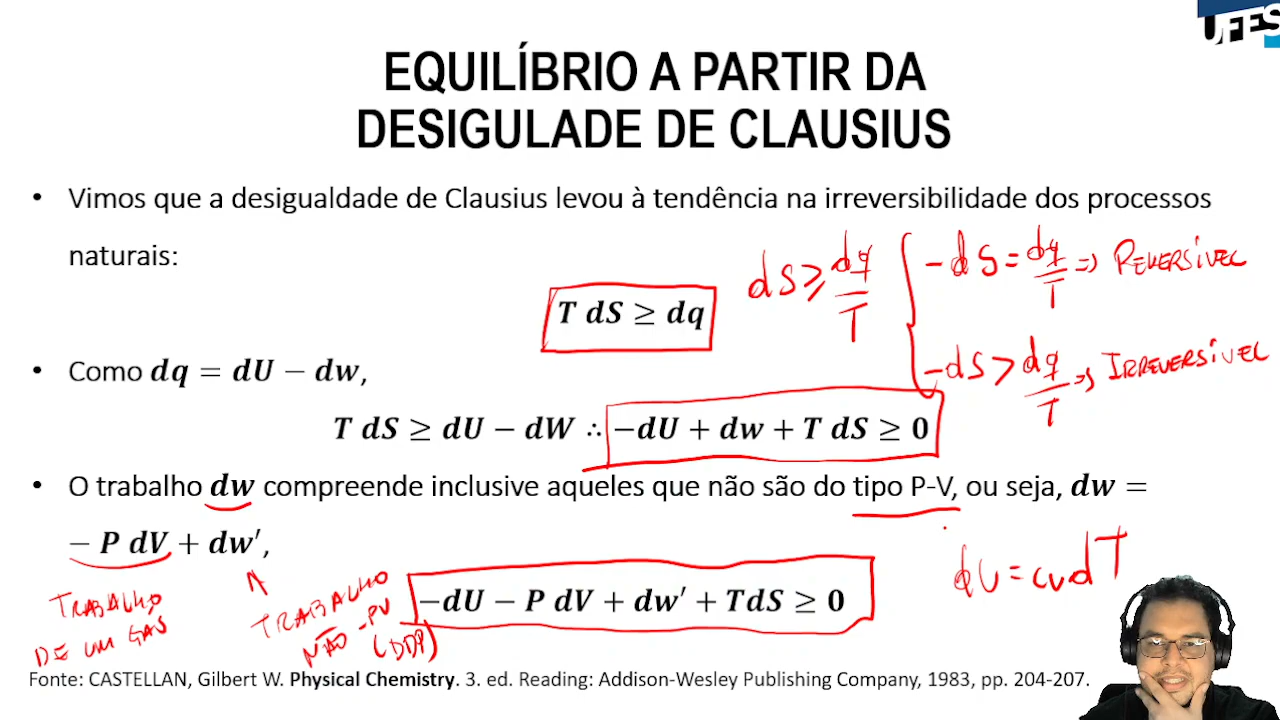 UFES
EQUILÍBRIO A PARTIR DA
DESIGULADE DE CLAUSIUS
• Vimos que a desigualdade de Clausius levou à tendência na irreversibilidade dos processos
naturais:
T dS ≥ dq
dS ≥ dq/T
- dS = dq/T => REVERSÍVEL
- dS > dq/T => IRREVERSÍVEL
• Como dq = dU − dw,
T dS ≥ dU − dW ∴ −dU + dw + T dS ≥ 0
• O trabalho dw compreende inclusive aqueles que não são do tipo P-V, ou seja, dw =
− P dV + dw′,
dU = CvdT
TRABALHO
DE UM GÁS
TRABALHO
NÃO-PV
(DDP)
−dU − P dV + dw′ + TdS ≥ 0
Fonte: CASTELLAN, Gilbert W. Physical Chemistry. 3. ed. Reading: Addison-Wesley Publishing Company, 1983, pp. 204-207.